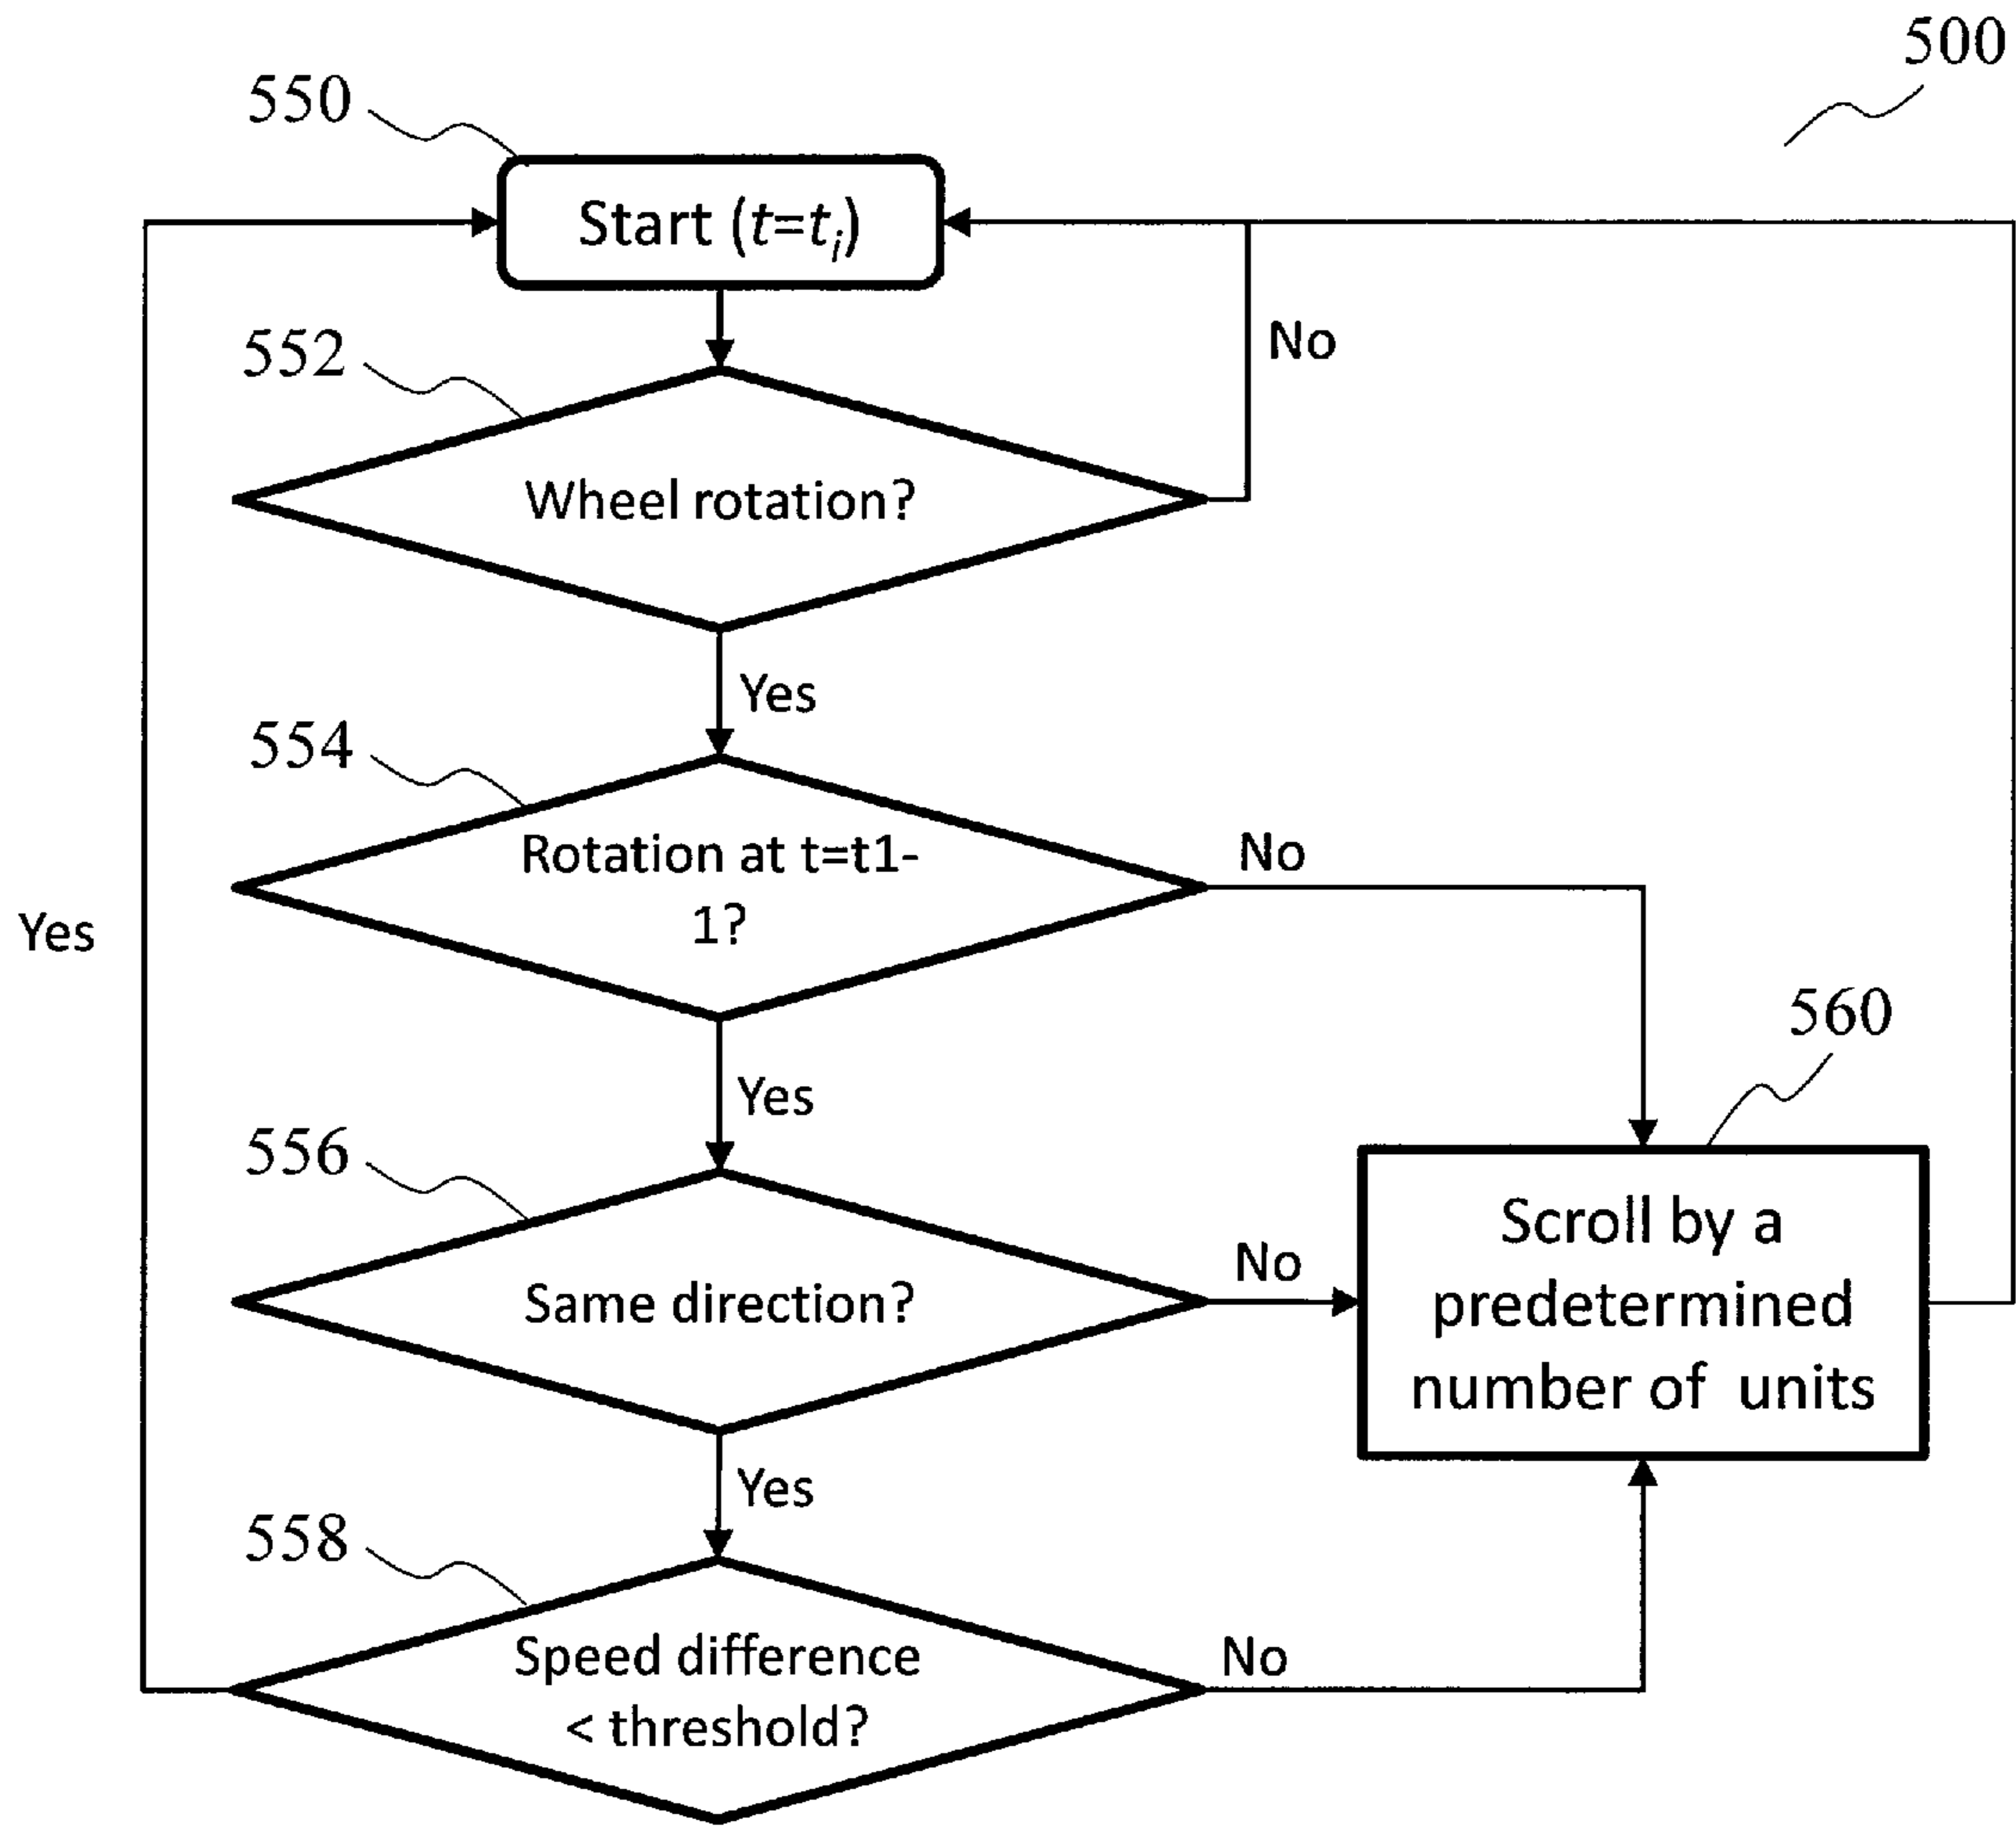 500
550
Start (t=ti)
552
No
Wheel rotation?
Yes
554
Rotation at t=t1-
1?
No
Yes
Yes
560
556
Same direction?
No
Scroll by a
predetermined
number of units
Yes
558
Speed difference
< threshold?
No